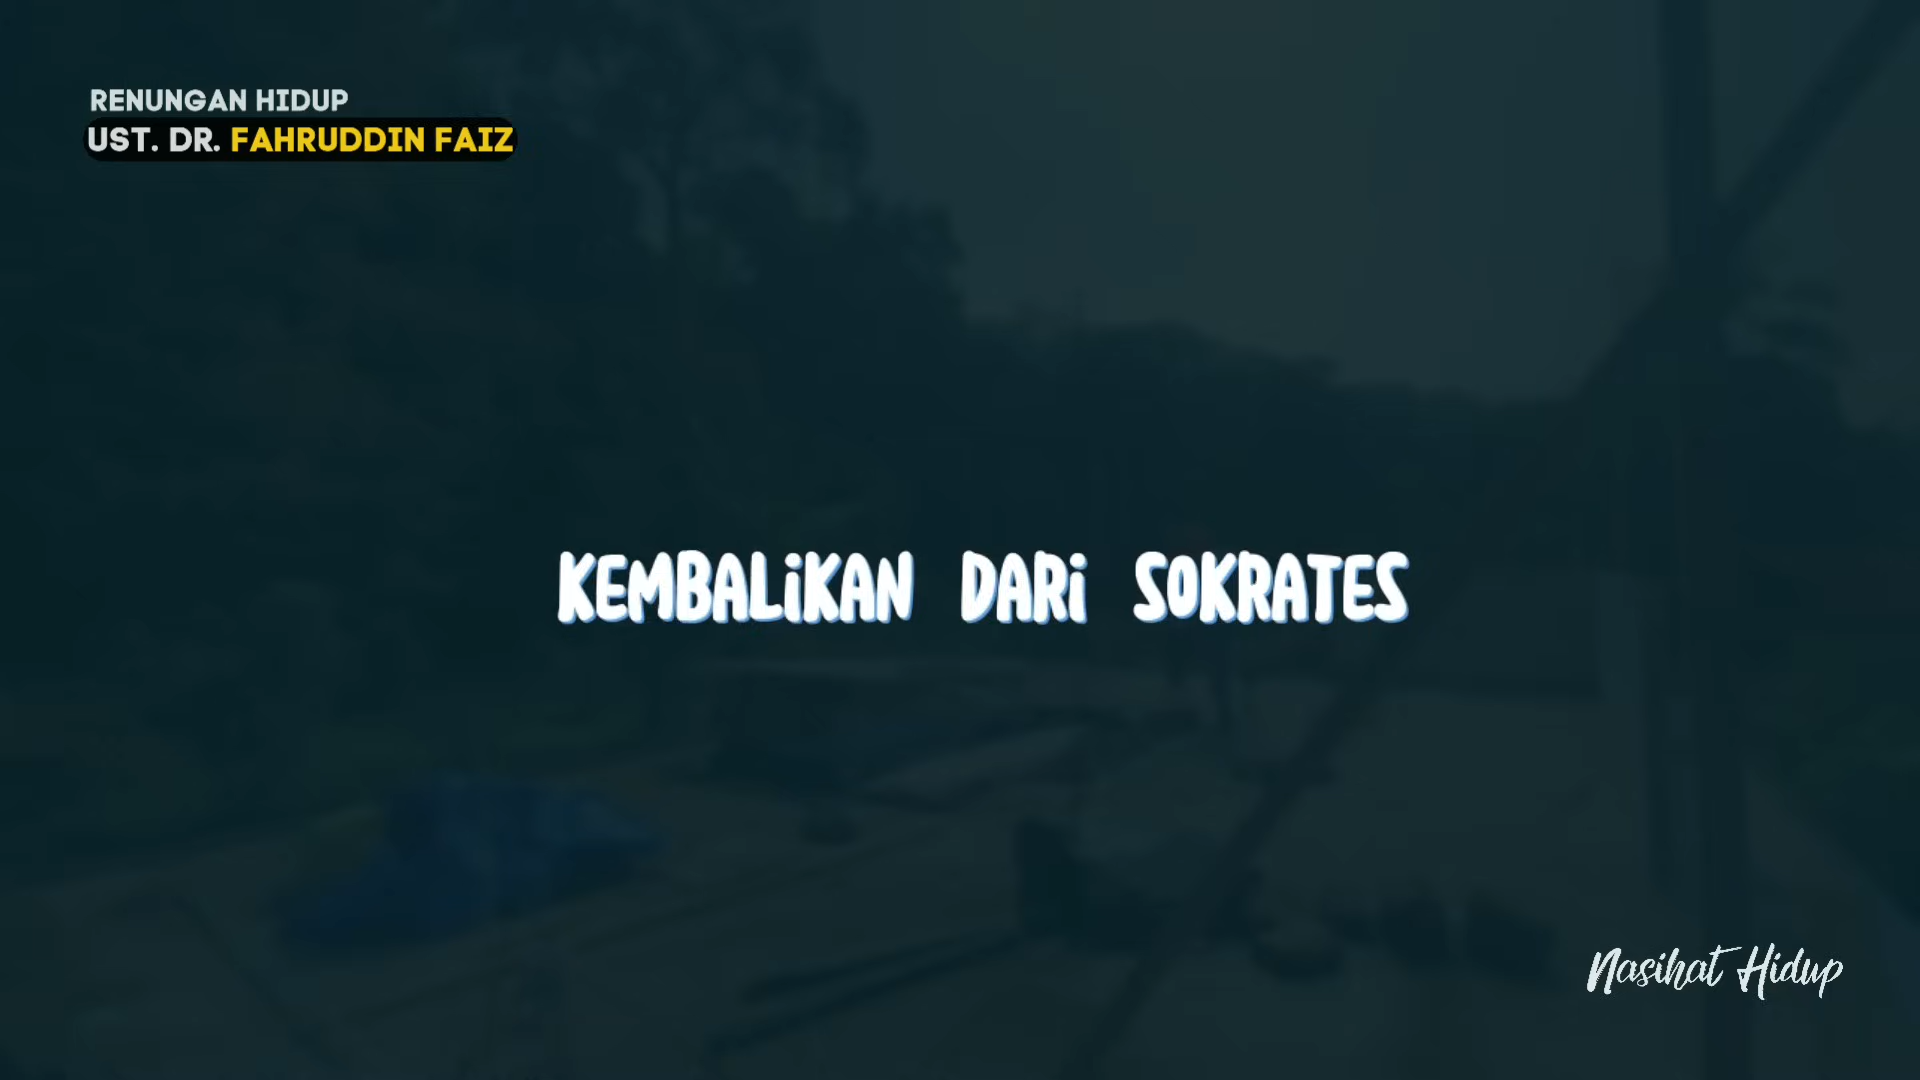 RENUNGAN HIDUP
UST. DR. FAHRUDDIN FAIZ
KEMBALiKAN DARi SOKRATES
Nasihat Hidup